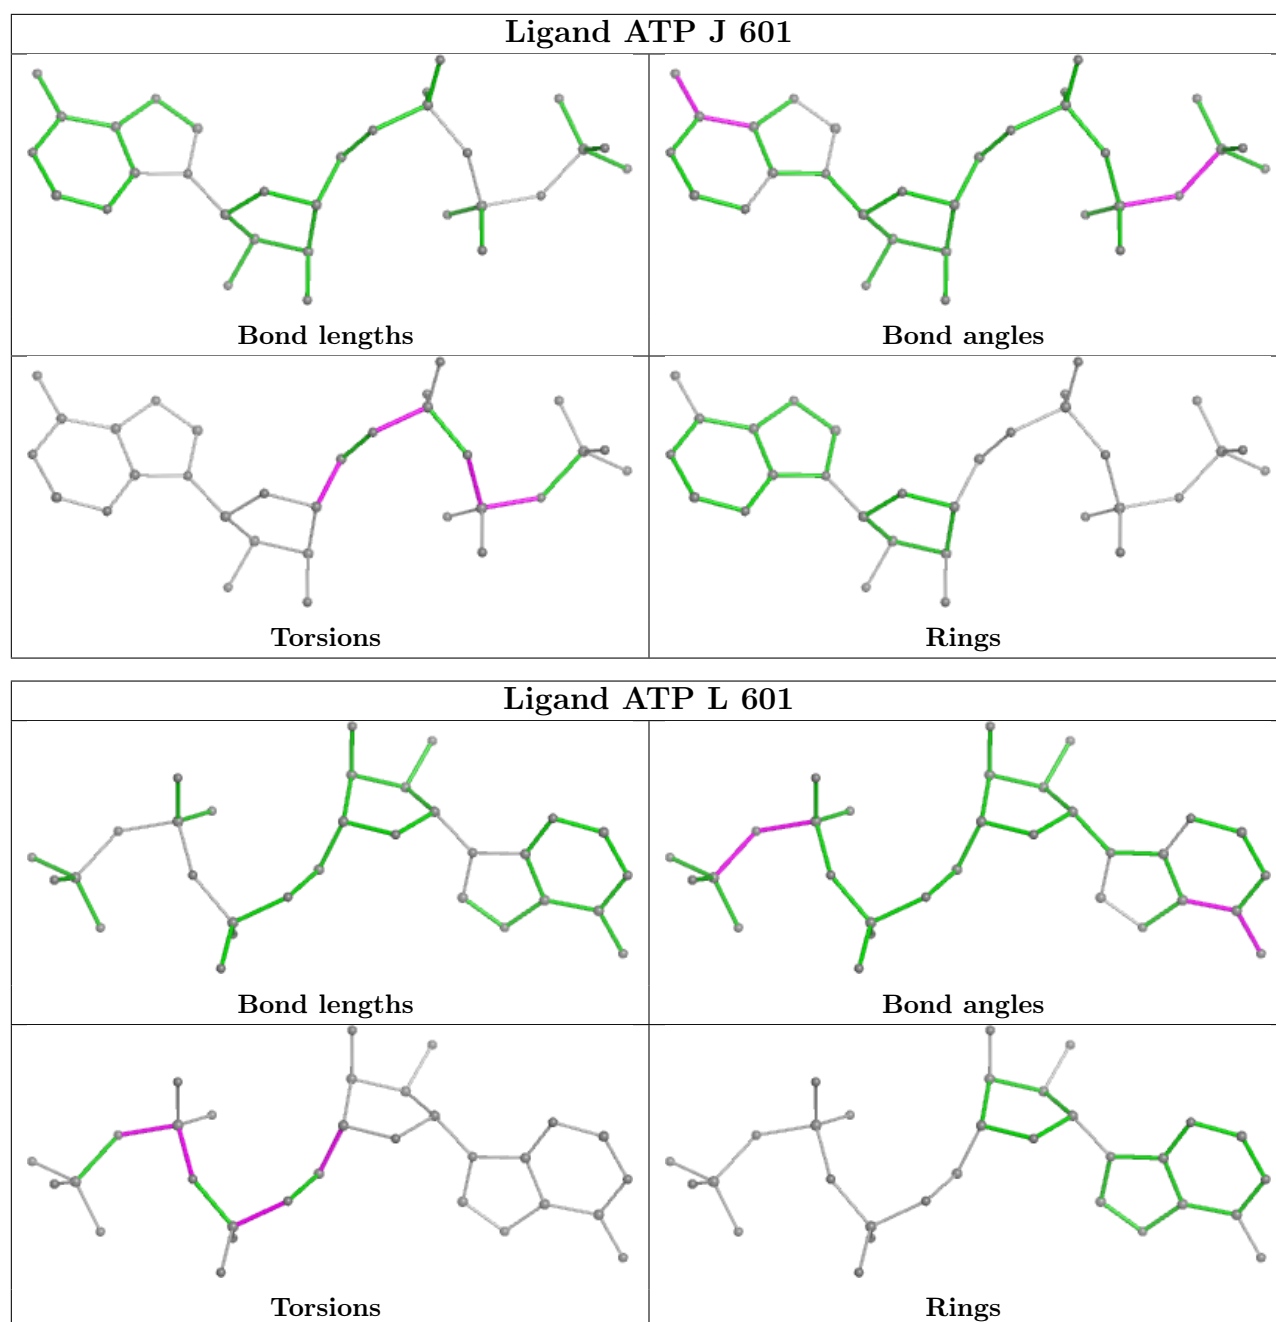 Ligand ATP J 601
Bond lengths
Bond angles
Torsions
Rings
Ligand ATP L 601
Bond lengths
Bond angles
Torsions
Rings